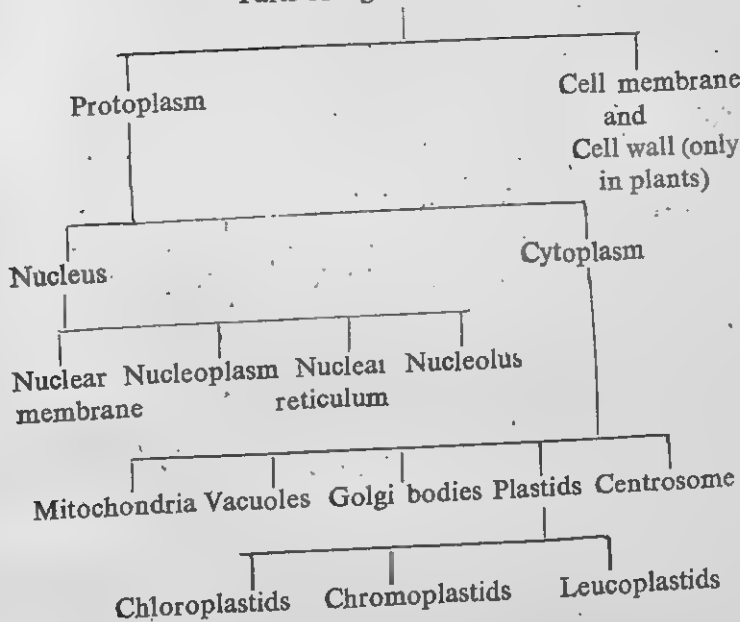 Protoplasm
Cell membrane
and
Cell wall (only
in plants)
Nucleus
Cytoplasm
Nuclear Nucleoplasm Nuclear Nucleolus
membrane reticulum
Mitochondria Vacuoles Golgi bodies Plastids Centrosome
Chloroplastids Chromoplastids Leucoplastids